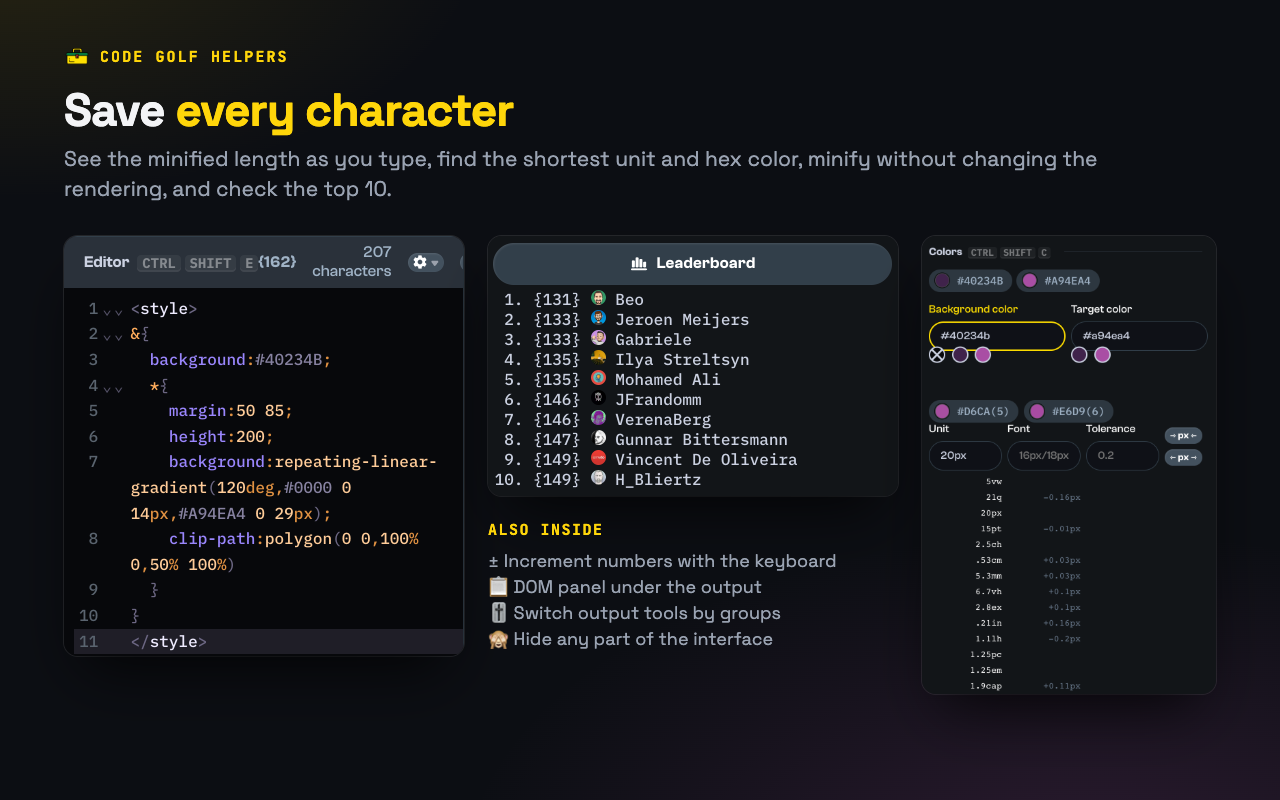 CODE GOLF HELPERS
Save every character
See the minified length as you type, find the shortest unit and hex color, minify without changing the
rendering, and check the top 10.
Editor CTRL SHIFT E {162} 207
characters
1 <style>
2 &{
3 background:#40234B;
4 *{
5 margin:50 85;
6 height:200;
7 background:repeating-linear-
gradient(120deg,#0000 0
14px,#A94EA4 0 29px);
8 clip-path:polygon(0 0,100%
0,50% 100%)
9 }
10 }
11 </style>
Leaderboard
1. {131} Beo
2. {133} Jeroen Meijers
3. {133} Gabriele
4. {135} Ilya Streltsyn
5. {135} Mohamed Ali
6. {146} JFrandomm
7. {146} VerenaBerg
8. {147} Gunnar Bittersmann
9. {149} Vincent De Oliveira
10. {149} H_Bliertz
ALSO INSIDE
± Increment numbers with the keyboard
DOM panel under the output
Switch output tools by groups
Hide any part of the interface
Colors CTRL SHIFT C
#40234B #A94EA4
Background color Target color
#40234b #a94ea4
#D6CA(5) #E6D9(6)
Unit Font Tolerance
20px 16px/18px 0.2
→ px ←
← px →
5vw
21q −0.16px
20px
15pt −0.01px
2.5ch
.53cm +0.03px
5.3mm +0.03px
6.7vh +0.1px
2.8ex +0.1px
.21in +0.16px
1.1lh −0.2px
1.25pc
1.25em
1.9cap +0.11px